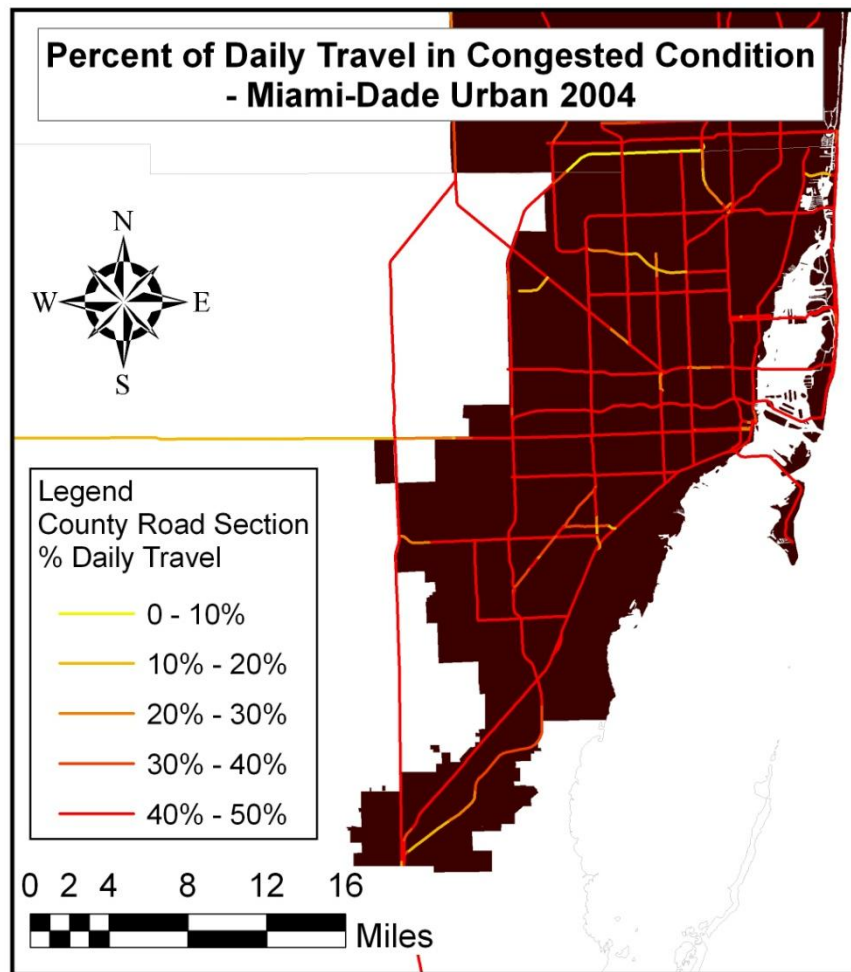 Percent of Daily Travel in Congested Condition
- Miami-Dade Urban 2004
N
W
E
S
Legend
County Road Section
% Daily Travel
0 - 10%
10% - 20%
20% - 30%
30% - 40%
40% - 50%
0 2 4 8 12 16
Miles